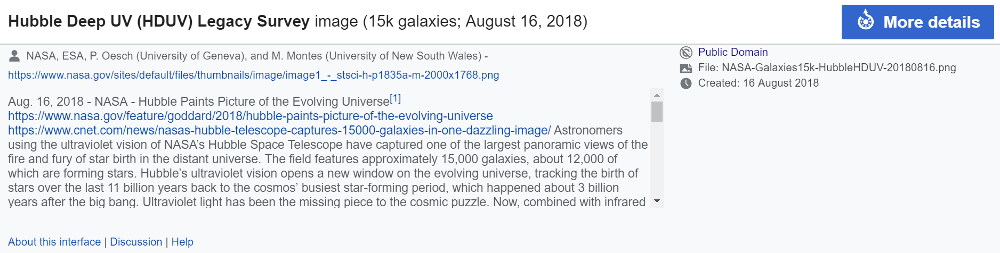 Hubble Deep UV (HDUV) Legacy Survey image (15k galaxies; August 16, 2018)
More details
NASA, ESA, P. Oesch (University of Geneva), and M. Montes (University of New South Wales) -
https://www.nasa.gov/sites/default/files/thumbnails/image/image1_-_stsci-h-p1835a-m-2000x1768.png
Aug. 16, 2018 - NASA - Hubble Paints Picture of the Evolving Universe[1]
https://www.nasa.gov/feature/goddard/2018/hubble-paints-picture-of-the-evolving-universe
https://www.cnet.com/news/nasas-hubble-telescope-captures-15000-galaxies-in-one-dazzling-image/ Astronomers
using the ultraviolet vision of NASA’s Hubble Space Telescope have captured one of the largest panoramic views of the
fire and fury of star birth in the distant universe. The field features approximately 15,000 galaxies, about 12,000 of
which are forming stars. Hubble’s ultraviolet vision opens a new window on the evolving universe, tracking the birth of
stars over the last 11 billion years back to the cosmos’ busiest star-forming period, which happened about 3 billion
years after the big bang. Ultraviolet light has been the missing piece to the cosmic puzzle. Now, combined with infrared
Public Domain
File: NASA-Galaxies15k-HubbleHDUV-20180816.png
Created: 16 August 2018
About this interface | Discussion | Help